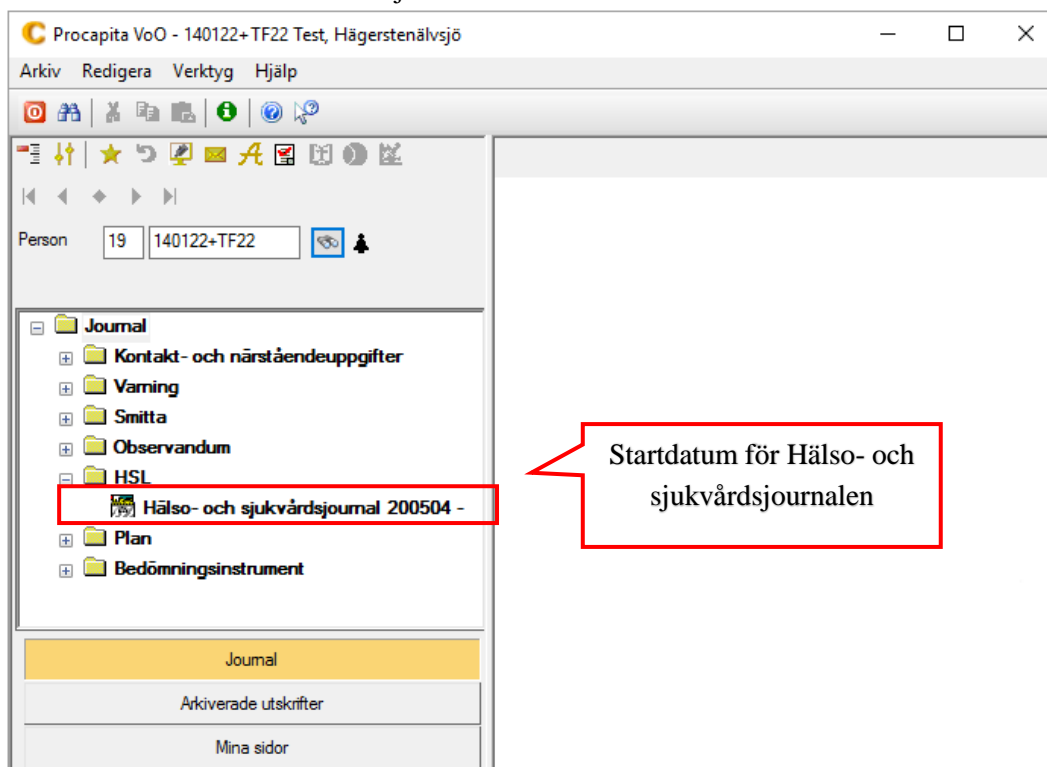 Procapita VoO - 140122+TF22 Test, Hägerstenälvsjö
Arkiv Redigera Verktyg Hjälp
Person 19 140122+TF22
Journal
Kontakt- och närståendeuppgifter
Varning
Smitta
Observandum
HSL
Hälso- och sjukvårdsjournal 200504 -
Plan
Bedömningsinstrument
Startdatum för Hälso- och
sjukvårdsjournalen
Journal
Arkiverade utskrifter
Mina sidor